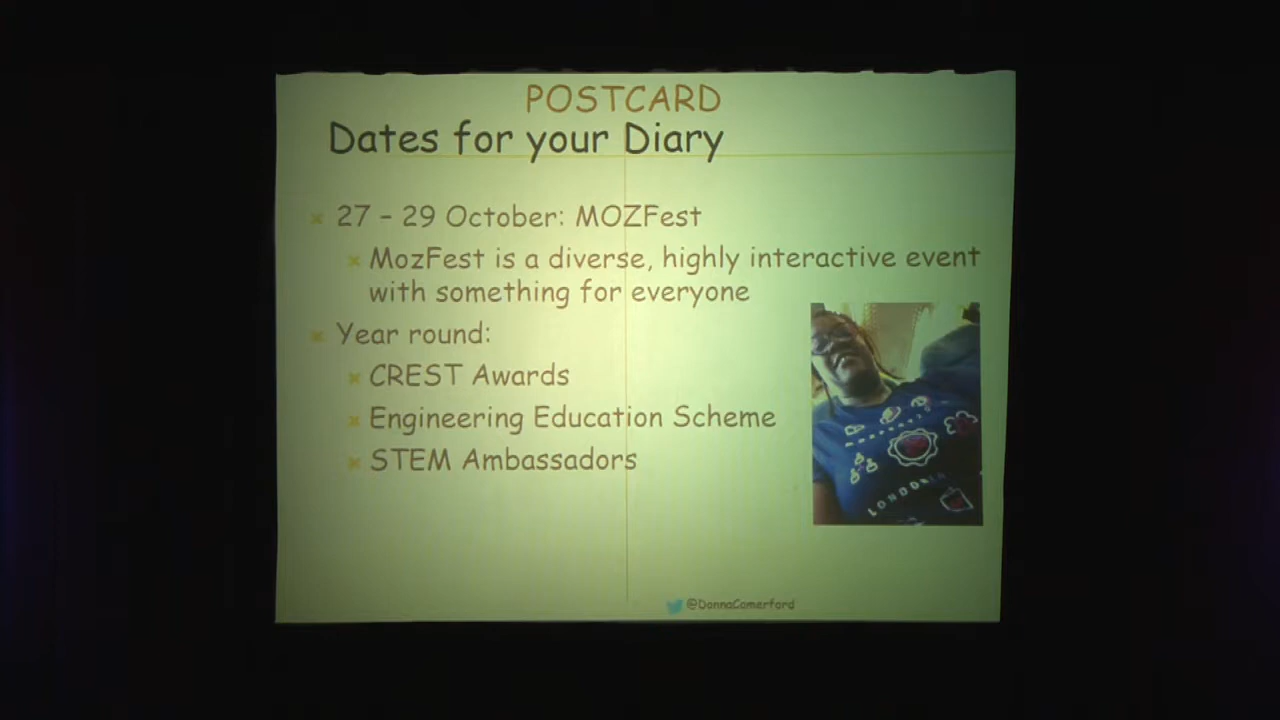 POSTCARD
Dates for your Diary
27 – 29 October: MOZFest
MozFest is a diverse, highly interactive event
with something for everyone
Year round:
CREST Awards
Engineering Education Scheme
STEM Ambassadors
LONDON
@DonnaComerford